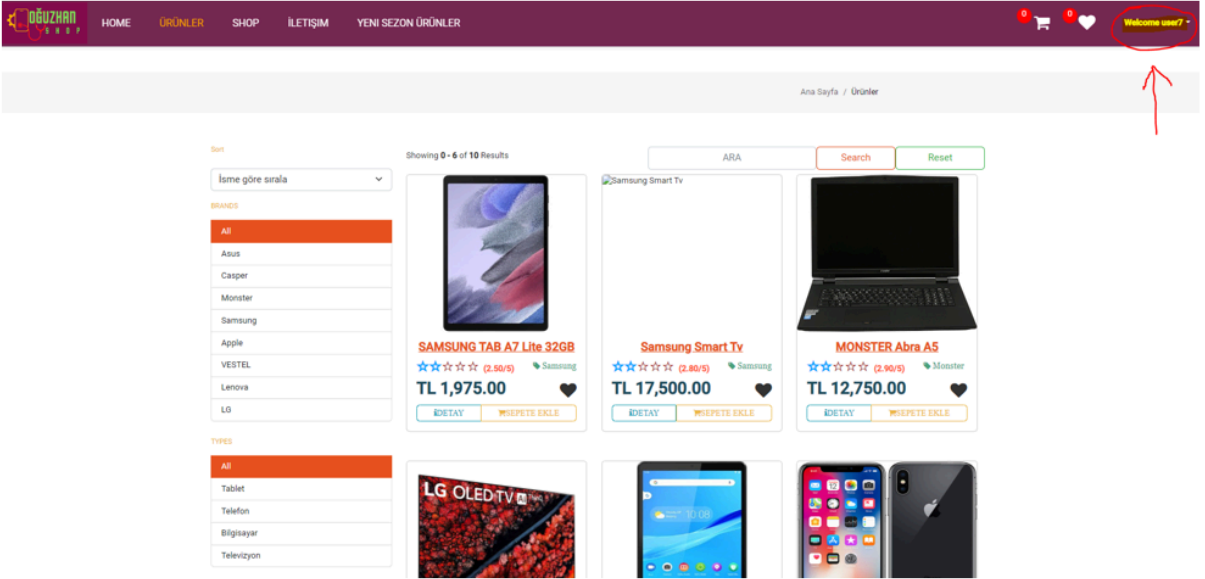 OĞUZHAN
SHOP
HOME ÜRÜNLER SHOP İLETIŞIM YENI SEZON ÜRÜNLER
0 0 Welcome user7
Ana Sayfa / Ürünler
Sort
İsme göre sırala
BRANDS
All
Asus
Casper
Monster
Samsung
Apple
VESTEL
Lenova
LG
TYPES
All
Tablet
Telefon
Bilgisayar
Televizyon
Showing 0 - 6 of 10 Results
ARA Search Reset
SAMSUNG TAB A7 Lite 32GB
(2.50/5) Samsung
TL 1,975.00
DETAY SEPETE EKLE
Samsung Smart Tv
Samsung Smart Tv
(2.80/5) Samsung
TL 17,500.00
DETAY SEPETE EKLE
MONSTER Abra A5
(2.90/5) Monster
TL 12,750.00
DETAY SEPETE EKLE
LG OLED TV AI
10:08